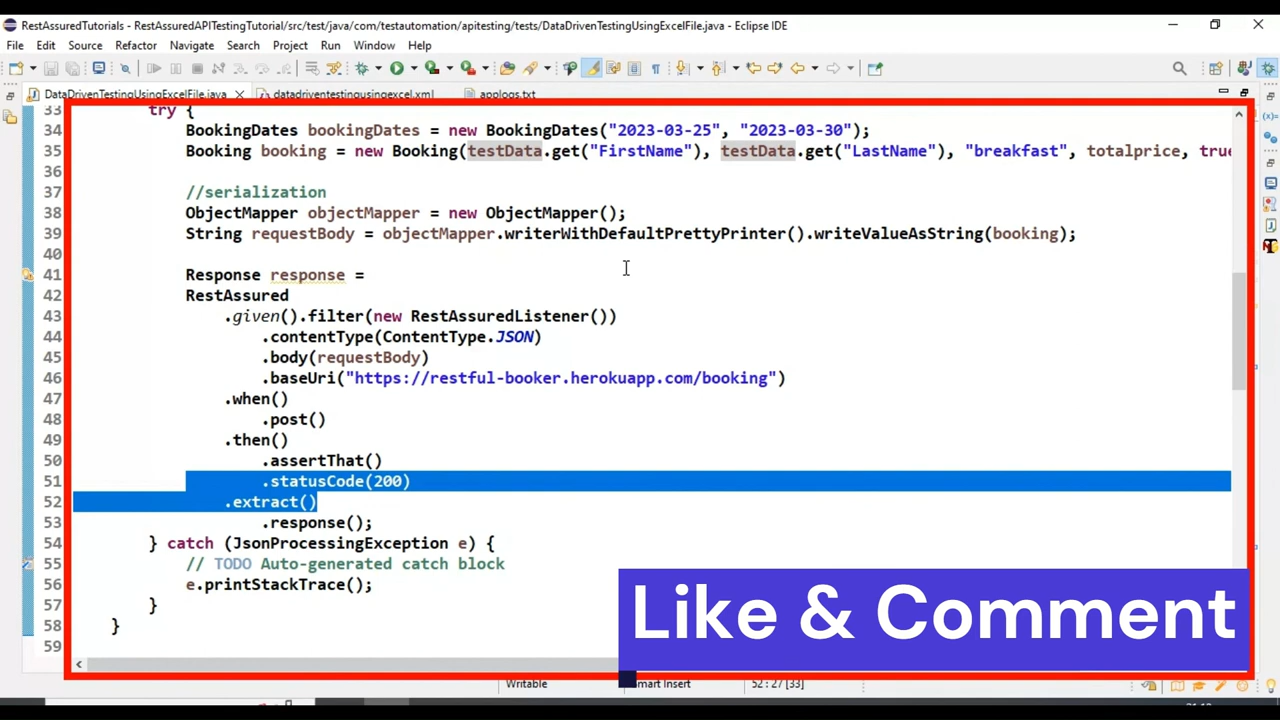 RestAssuredTutorials - RestAssuredAPITestingTutorial/src/test/java/com/testautomation/apitesting/tests/DataDrivenTestingUsingExcelFile.java - Eclipse IDE
File Edit Source Refactor Navigate Search Project Run Window Help
DataDrivenTestingUsingExcelFile.java datadriventestingusingexcel.xml applogs.txt
33 try {
34 BookingDates bookingDates = new BookingDates("2023-03-25", "2023-03-30");
35 Booking booking = new Booking(testData.get("FirstName"), testData.get("LastName"), "breakfast", totalprice, true
36
37 //serialization
38 ObjectMapper objectMapper = new ObjectMapper();
39 String requestBody = objectMapper.writerWithDefaultPrettyPrinter().writeValueAsString(booking);
40
41 Response response =
42 RestAssured
43 .given().filter(new RestAssuredListener())
44 .contentType(ContentType.JSON)
45 .body(requestBody)
46 .baseUri("https://restful-booker.herokuapp.com/booking")
47 .when()
48 .post()
49 .then()
50 .assertThat()
51 .statusCode(200)
52 .extract()
53 .response();
54 } catch (JsonProcessingException e) {
55 // TODO Auto-generated catch block
56 e.printStackTrace();
57 }
58 }
59
Like & Comment
Writable Smart Insert 52 : 27 [33]